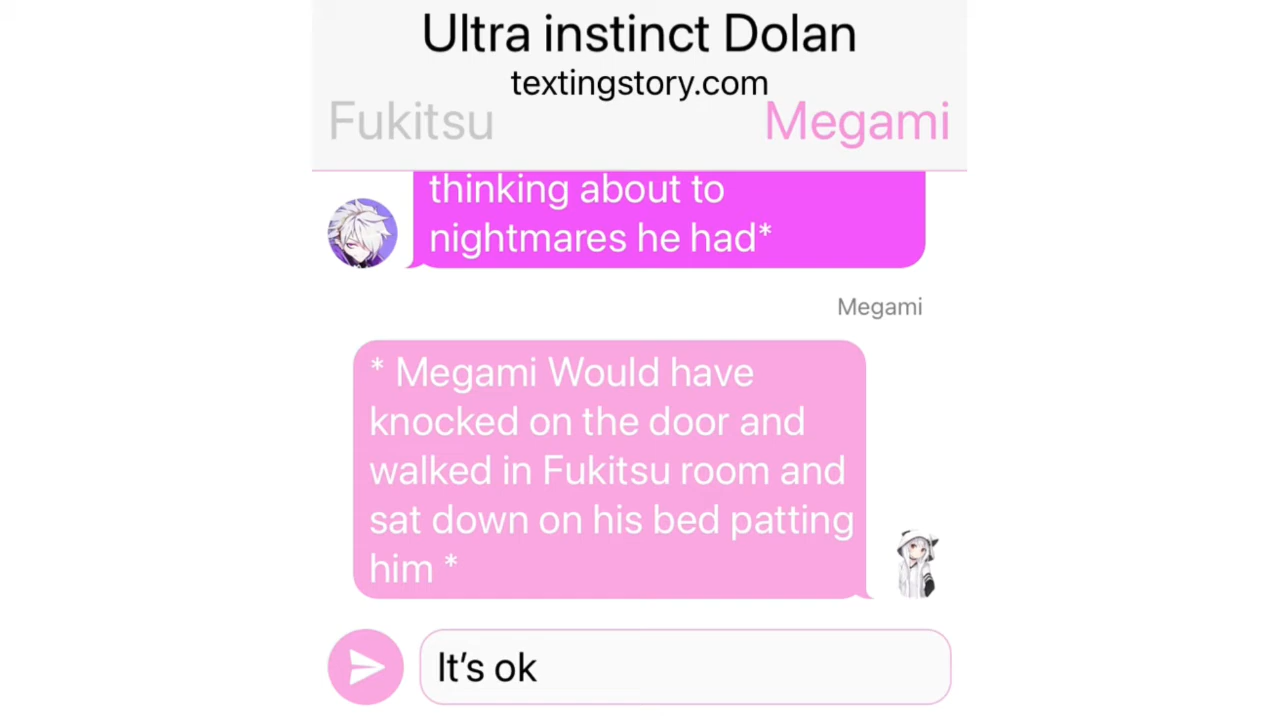 Ultra instinct Dolan
textingstory.com
Fukitsu
Megami
thinking about to
nightmares he had*
Megami
* Megami Would have
knocked on the door and
walked in Fukitsu room and
sat down on his bed patting
him *
It’s ok